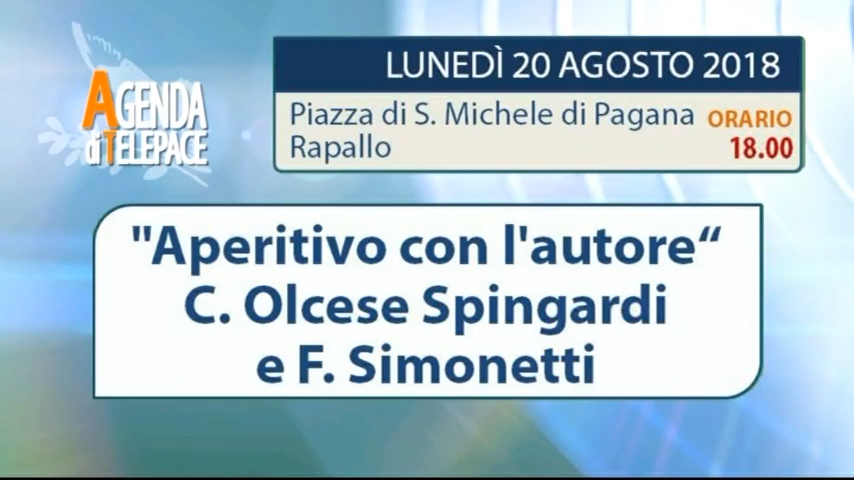 AGENDA
di TELEPACE
LUNEDÌ 20 AGOSTO 2018
Piazza di S. Michele di Pagana ORARIO
Rapallo 18.00
"Aperitivo con l'autore“
C. Olcese Spingardi
e F. Simonetti